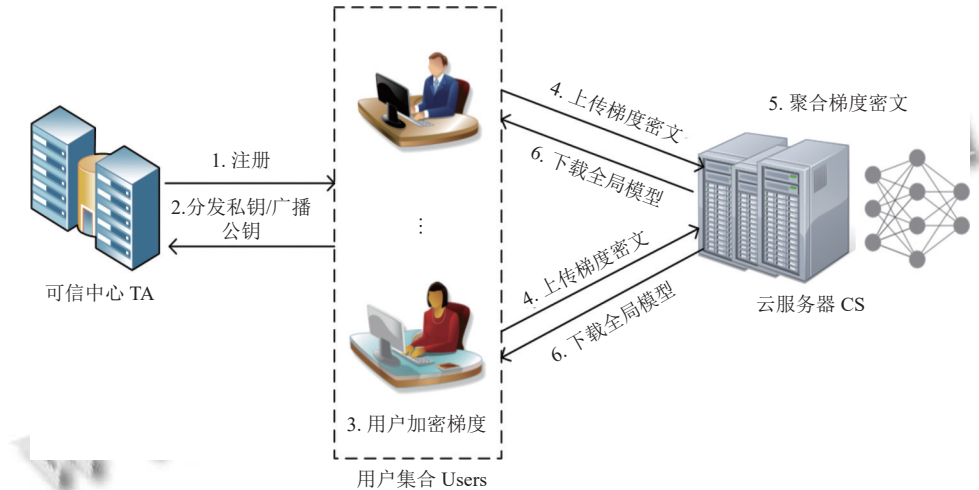 1. 注册
2.分发私钥/广播
公钥
可信中心 TA
⋮
3. 用户加密梯度
用户集合 Users
4. 上传梯度密文
6. 下载全局模型
4. 上传梯度密文
6. 下载全局模型
5. 聚合梯度密文
云服务器 CS